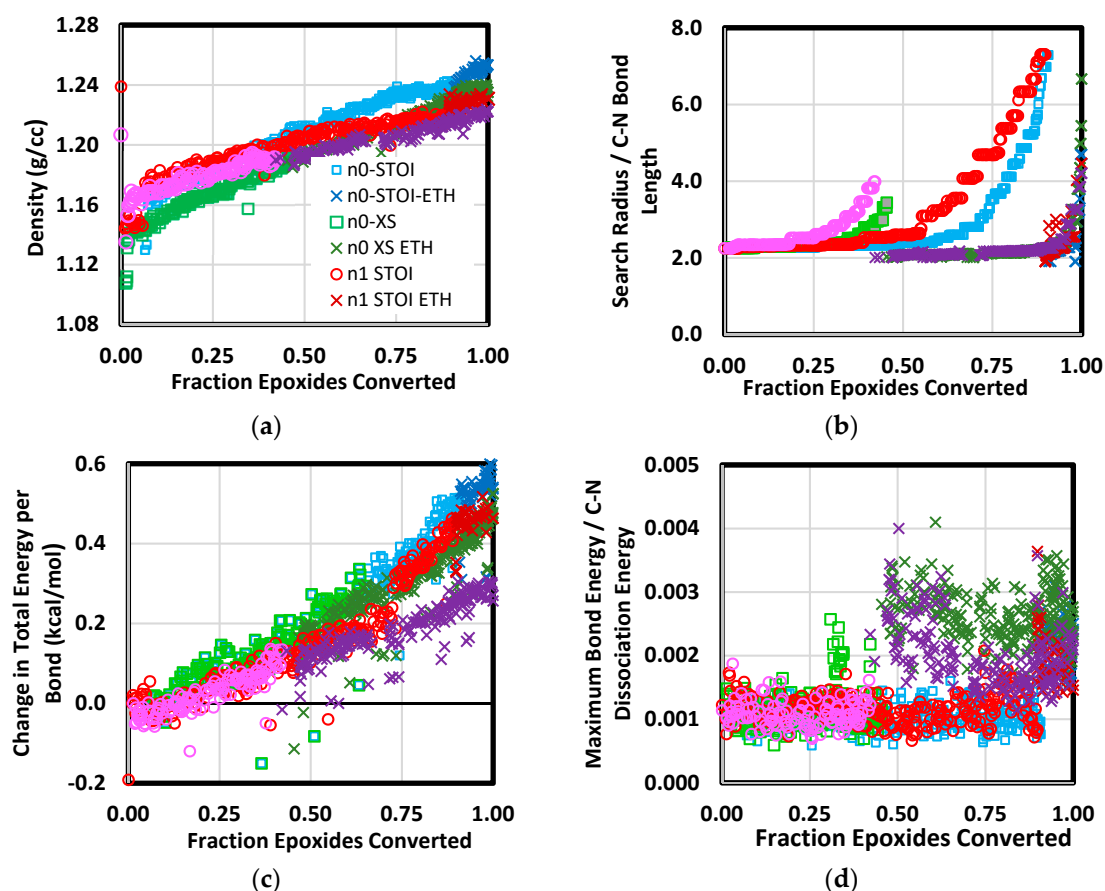 1.28
1.24
1.20
1.16
1.12
1.08
Density (g/cc)
n0-STOI
n0-STOI-ETH
n0-XS
n0 XS ETH
n1 STOI
n1 STOI ETH
0.00 0.25 0.50 0.75 1.00
Fraction Epoxides Converted
(a)
8.0
6.0
4.0
2.0
0.0
Search Radius / C-N Bond
Length
0.00 0.25 0.50 0.75 1.00
Fraction Epoxides Converted
(b)
0.6
0.4
0.2
0.0
-0.2
Change in Total Energy per
Bond (kcal/mol)
0.00 0.25 0.50 0.75 1.00
Fraction Epoxides Converted
(c)
0.005
0.004
0.003
0.002
0.001
0.000
Maximum Bond Energy / C-N
Dissociation Energy
0.00 0.25 0.50 0.75 1.00
Fraction Epoxides Converted
(d)